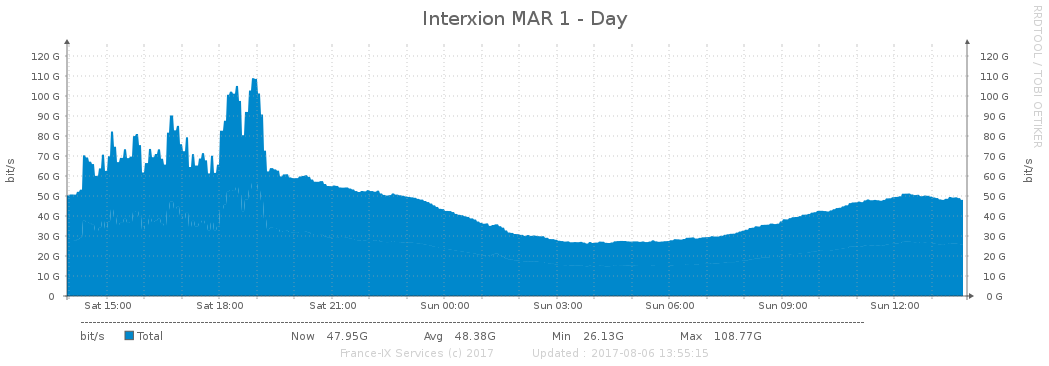 Interxion MAR 1 - Day
RRDTOOL / TOBI OETIKER
bit/s
120 G 120 G
110 G 110 G
100 G 100 G
90 G 90 G
80 G 80 G
70 G 70 G
60 G 60 G
50 G 50 G
40 G 40 G
30 G 30 G
20 G 20 G
10 G 10 G
0 0 G
bit/s
Sat 15:00 Sat 18:00 Sat 21:00 Sun 00:00 Sun 03:00 Sun 06:00 Sun 09:00 Sun 12:00
bit/s Total Now 47.95G Avg 48.38G Min 26.13G Max 108.77G
France-IX Services (c) 2017 Updated : 2017-08-06 13:55:15